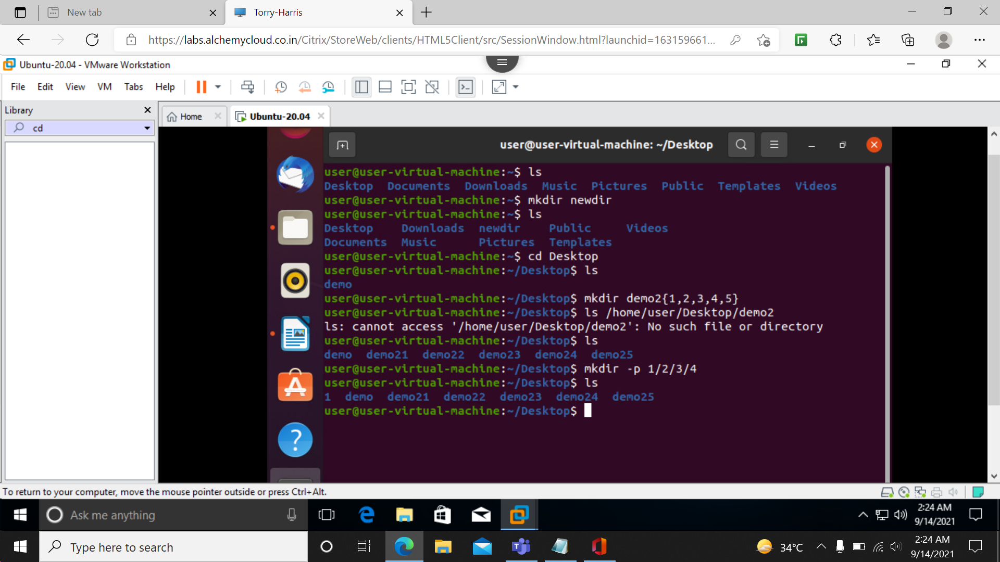 New tab
Torry-Harris
https://labs.alchemycloud.co.in/Citrix/StoreWeb/clients/HTML5Client/src/SessionWindow.html?launchid=163159661...
Ubuntu-20.04 - VMware Workstation
File Edit View VM Tabs Help
Library
cd
Home
Ubuntu-20.04
user@user-virtual-machine: ~/Desktop
user@user-virtual-machine:~$ ls
Desktop Documents Downloads Music Pictures Public Templates Videos
user@user-virtual-machine:~$ mkdir newdir
user@user-virtual-machine:~$ ls
Desktop Downloads newdir Public Videos
Documents Music Pictures Templates
user@user-virtual-machine:~$ cd Desktop
user@user-virtual-machine:~/Desktop$ ls
demo
user@user-virtual-machine:~/Desktop$ mkdir demo2{1,2,3,4,5}
user@user-virtual-machine:~/Desktop$ ls /home/user/Desktop/demo2
ls: cannot access '/home/user/Desktop/demo2': No such file or directory
user@user-virtual-machine:~/Desktop$ ls
demo demo21 demo22 demo23 demo24 demo25
user@user-virtual-machine:~/Desktop$ mkdir -p 1/2/3/4
user@user-virtual-machine:~/Desktop$ ls
1 demo demo21 demo22 demo23 demo24 demo25
user@user-virtual-machine:~/Desktop$
To return to your computer, move the mouse pointer outside or press Ctrl+Alt.
Ask me anything
2:24 AM
9/14/2021
Type here to search
34°C
2:24 AM
9/14/2021